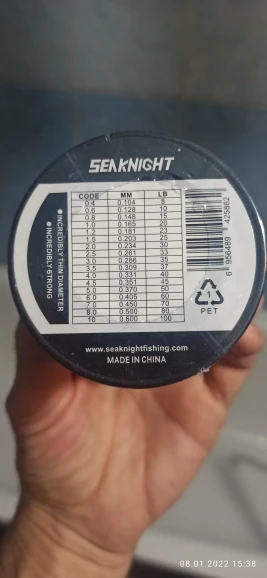 SEAKNIGHT
CODE MM LB
0.4 0.104 8
0.6 0.128 10
0.8 0.148 15
1.0 0.165 20
1.2 0.181 23
1.5 0.203 25
2.0 0.234 30
2.5 0.261 33
3.0 0.286 35
3.5 0.309 37
4.0 0.331 40
4.5 0.351 45
5.0 0.370 50
6.0 0.405 60
7.0 0.450 70
8.0 0.500 80
10 0.600 100
● INCREDIBLY THIN DIAMETER
● INCREDIBLY STRONG
6 956489 425862
1
PET
www.seaknightfishing.com
MADE IN CHINA
08.01.2022 15:38